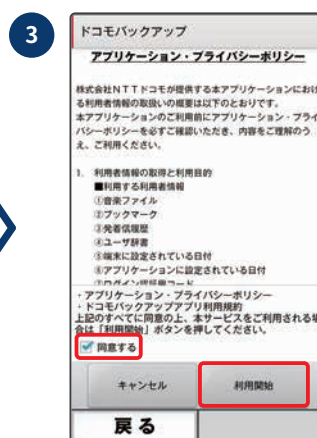 3
ドコモバックアップ
アプリケーション・プライバシーポリシー
株式会社NTTドコモが提供する本アプリケーションにおけ
る利用者情報の取扱いの概要は以下のとおりです。
本アプリケーションのご利用前にアプリケーション・プライ
バシーポリシーを必ずご確認いただき、内容をご理解のう
え、ご利用ください。
1. 利用者情報の取得と利用目的
■利用する利用者情報
①音楽ファイル
②ブックマーク
③発着信履歴
④ユーザ辞書
⑤端末に設定されている日付
⑥アプリケーションに設定されている日付
・アプリケーション・プライバシーポリシー
・ドコモバックアップアプリ利用規約
上記のすべてに同意の上、本サービスをご利用される場
合は「利用開始」ボタンを押してください。
同意する
キャンセル 利用開始
戻る